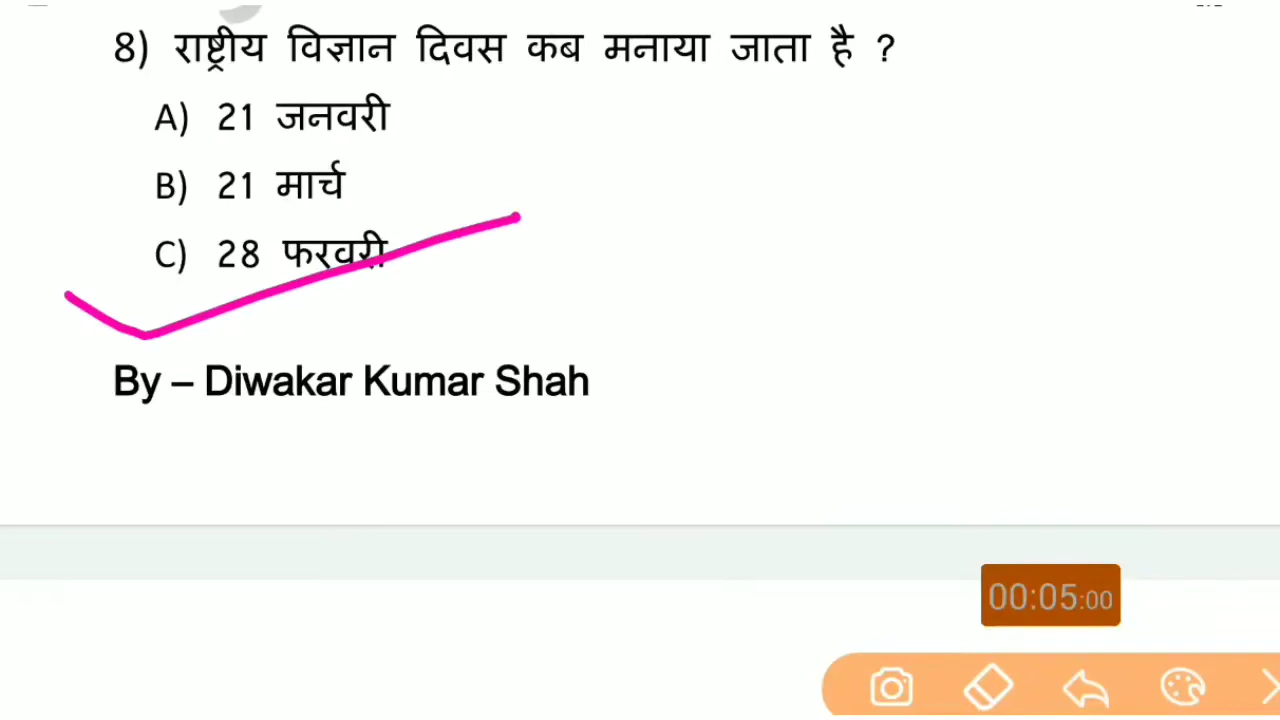 8) राष्ट्रीय विज्ञान दिवस कब मनाया जाता है ?
A) 21 जनवरी
B) 21 मार्च
C) 28 फरवरी
By – Diwakar Kumar Shah
00:05:00